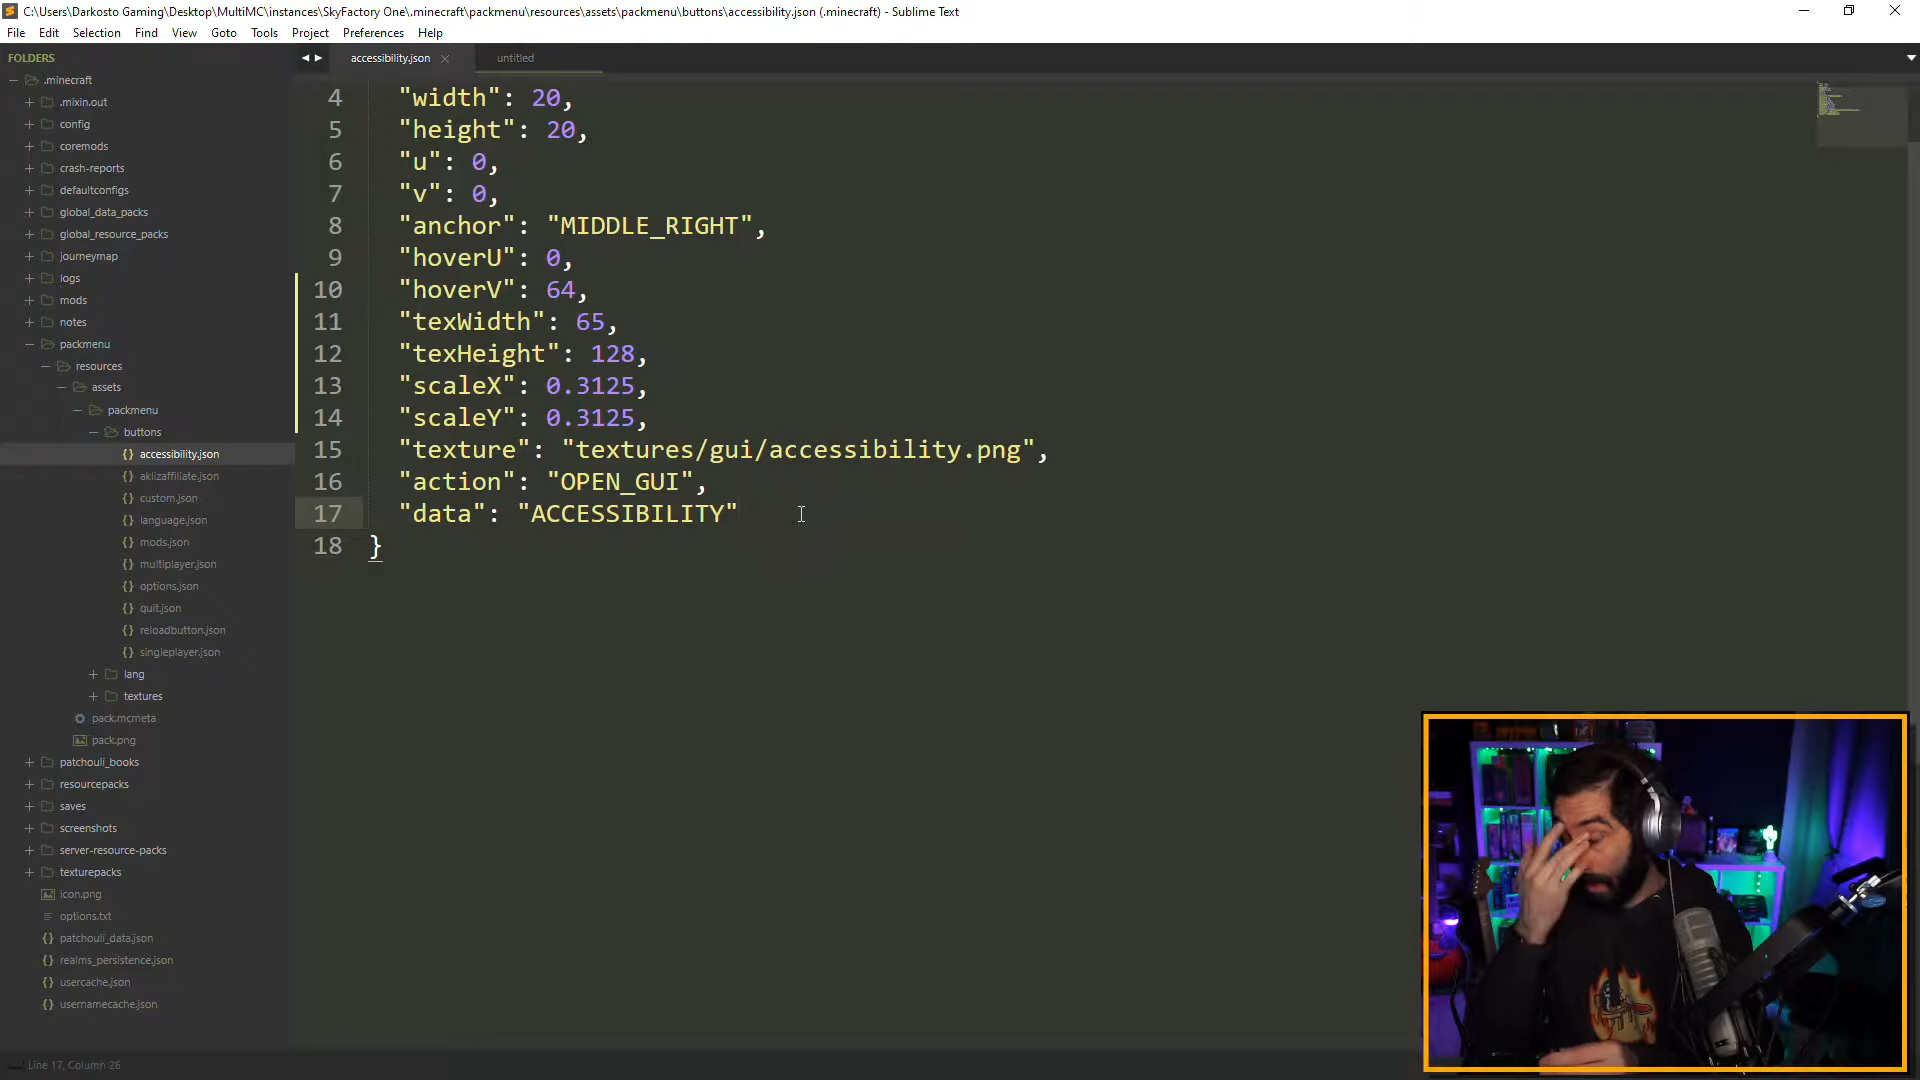 C:\Users\Darkosto Gaming\Desktop\MultiMC\instances\SkyFactory One\.minecraft\packmenu\resources\assets\packmenu\buttons\accessibility.json (.minecraft) - Sublime Text
File Edit Selection Find View Goto Tools Project Preferences Help
FOLDERS
.minecraft
.mixin.out
config
coremods
crash-reports
defaultconfigs
global_data_packs
global_resource_packs
journeymap
logs
mods
notes
packmenu
resources
assets
packmenu
buttons
accessibility.json
aklizaffiliate.json
custom.json
language.json
mods.json
multiplayer.json
options.json
quit.json
reloadbutton.json
singleplayer.json
lang
textures
pack.mcmeta
pack.png
patchouli_books
resourcepacks
saves
screenshots
server-resource-packs
texturepacks
icon.png
options.txt
patchouli_data.json
realms_persistence.json
usercache.json
usernamecache.json
accessibility.json untitled
4 "width": 20,
5 "height": 20,
6 "u": 0,
7 "v": 0,
8 "anchor": "MIDDLE_RIGHT",
9 "hoverU": 0,
10 "hoverV": 64,
11 "texWidth": 65,
12 "texHeight": 128,
13 "scaleX": 0.3125,
14 "scaleY": 0.3125,
15 "texture": "textures/gui/accessibility.png",
16 "action": "OPEN_GUI",
17 "data": "ACCESSIBILITY"
18 }
Line 17, Column 26